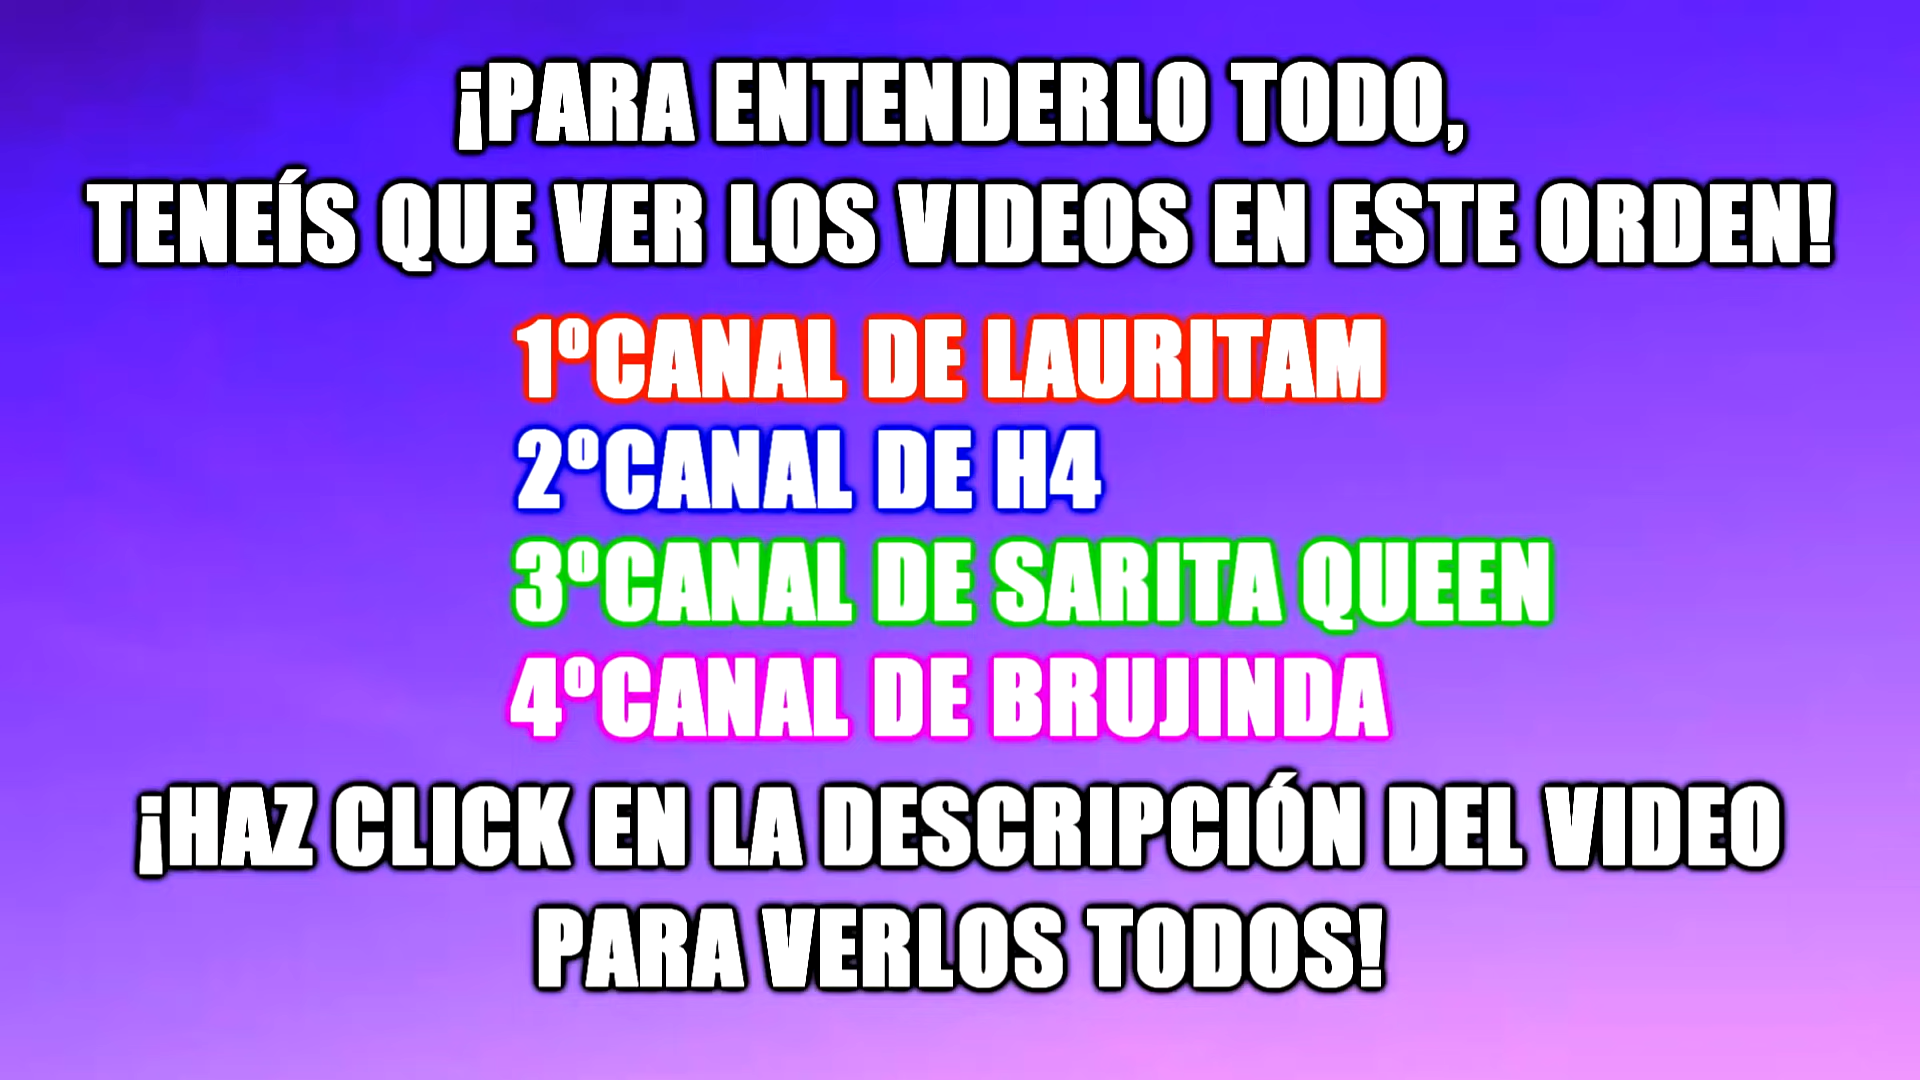 ¡PARA ENTENDERLO TODO,
TENEÍS QUE VER LOS VIDEOS EN ESTE ORDEN!
1ºCANAL DE LAURITAM
2ºCANAL DE H4
3ºCANAL DE SARITA QUEEN
4ºCANAL DE BRUJINDA
¡HAZ CLICK EN LA DESCRIPCIÓN DEL VIDEO
PARA VERLOS TODOS!